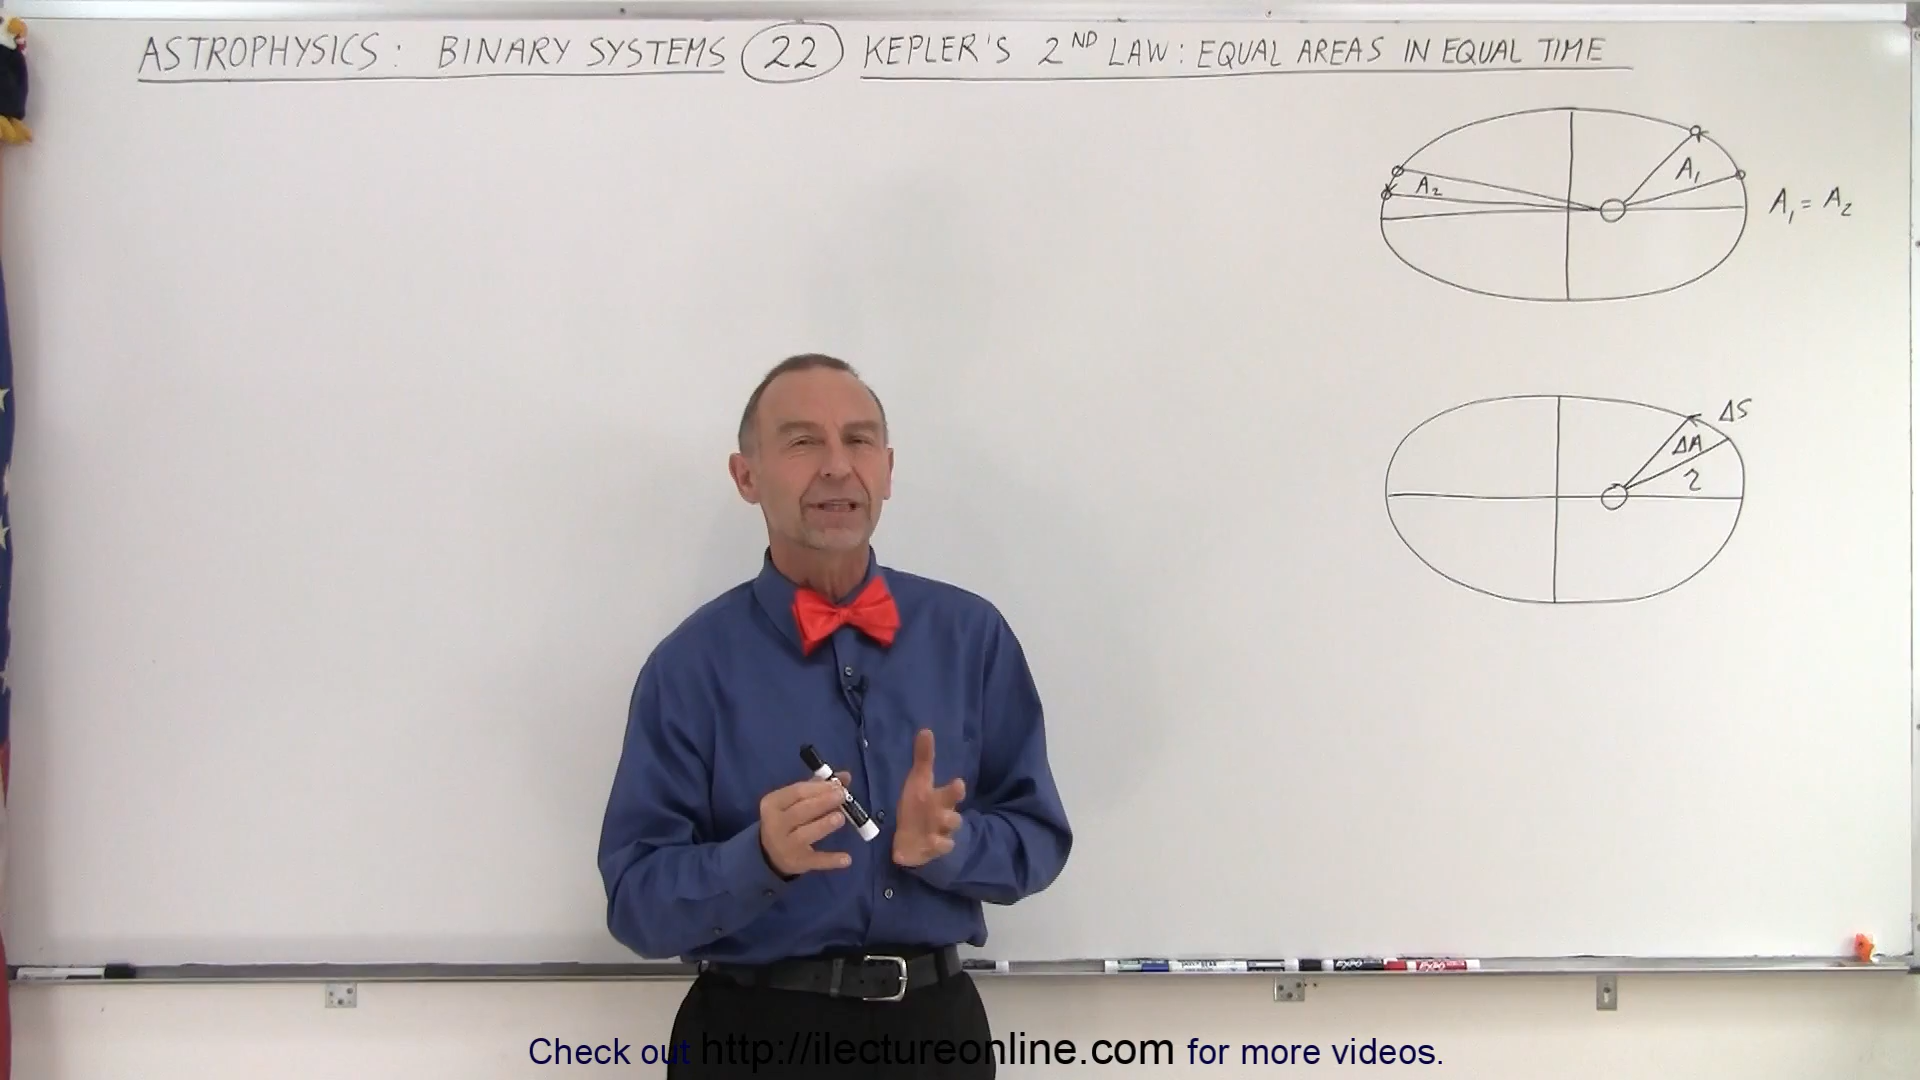 ASTROPHYSICS: BINARY SYSTEMS 22 KEPLER'S 2ND LAW: EQUAL AREAS IN EQUAL TIME
A1
A2
A1 = A2
ΔS
ΔA
r
Check out http://ilectureonline.com for more videos.